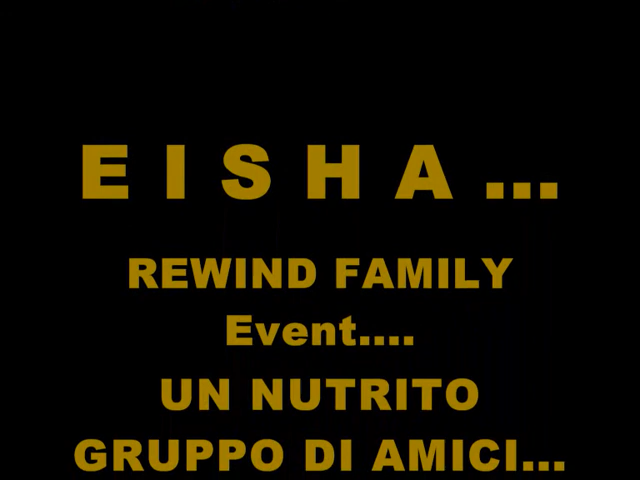 E I S H A ...
REWIND FAMILY
Event....
UN NUTRITO
GRUPPO DI AMICI...